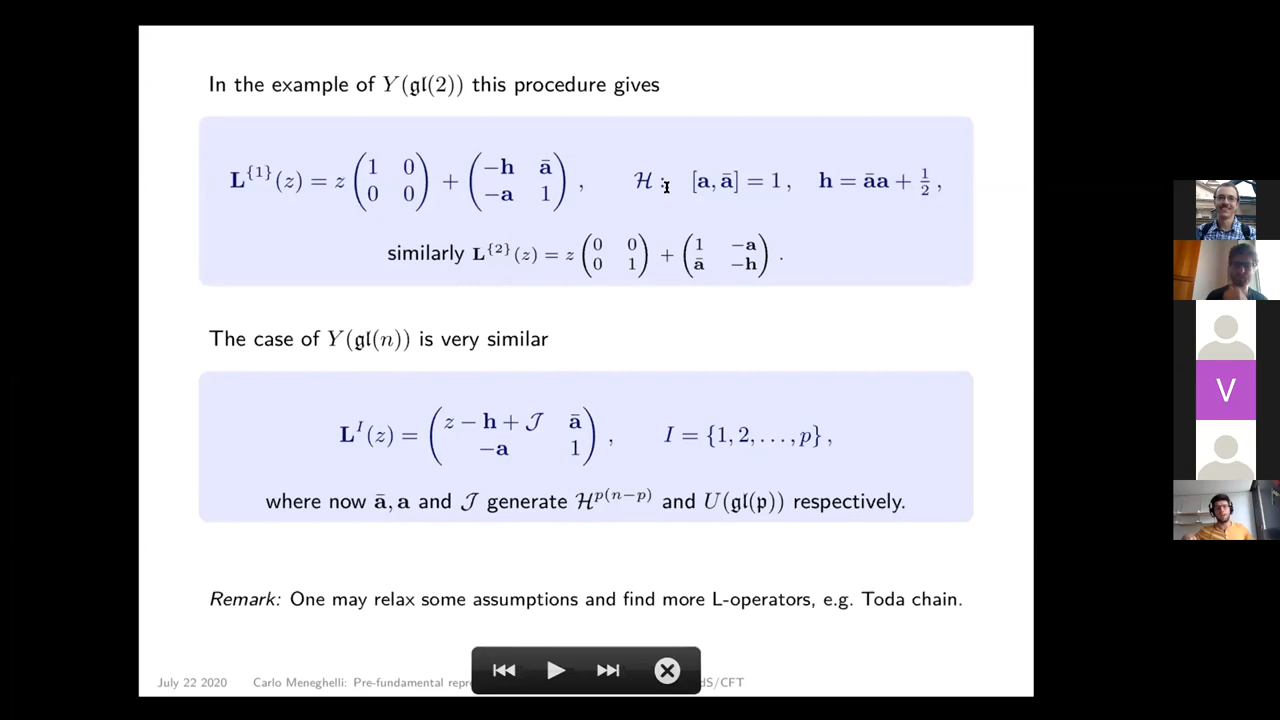 In the example of Y(𝔤𝔩(2)) this procedure gives
L^{1}(z) = z (1 0; 0 0) + (−h ā; −a 1) , ℋ : [a, ā] = 1 , h = āa + 1/2 ,
similarly L^{2}(z) = z (0 0; 0 1) + (1 −a; ā −h) .
The case of Y(𝔤𝔩(n)) is very similar
L^I(z) = (z − h + 𝒥 ā; −a 1) , I = {1, 2, . . . , p} ,
where now ā, a and 𝒥 generate ℋ^{p(n−p)} and U(𝔤𝔩(𝔭)) respectively.
Remark: One may relax some assumptions and find more L-operators, e.g. Toda chain.
July 22 2020 Carlo Meneghelli: Pre-fundamental dS/CFT
V